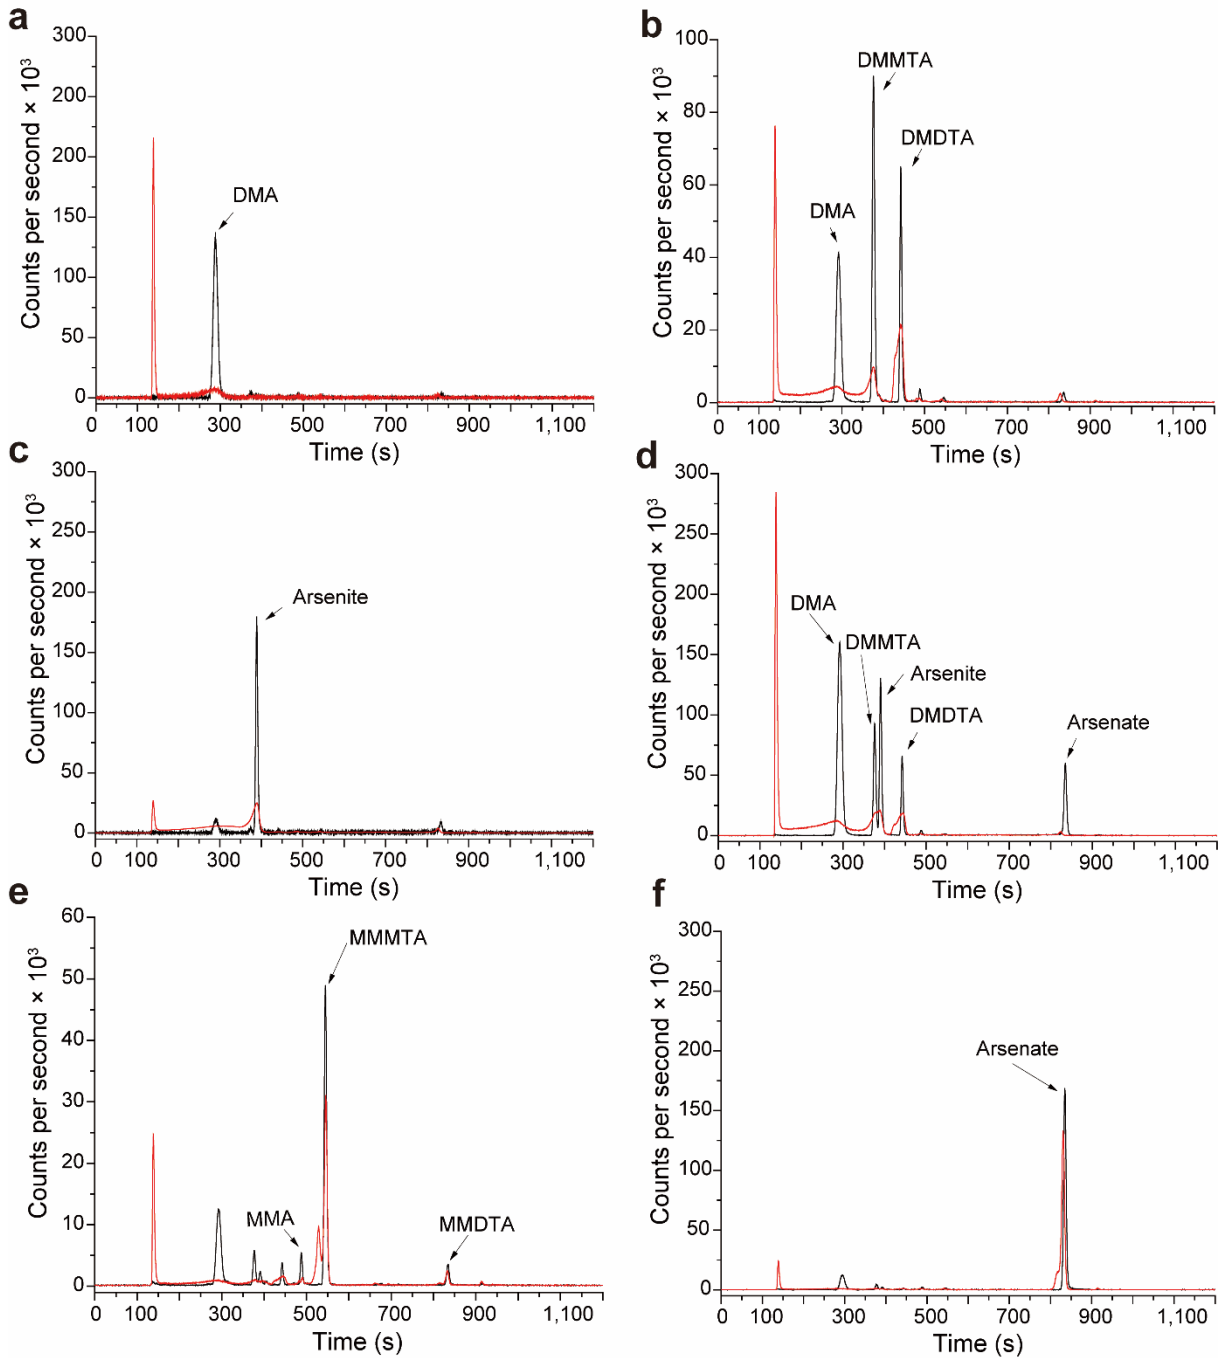 a
300
200
200
150
100
50
0
Counts per second × 10³
DMA
0 100 300 500 700 900 1,100
Time (s)
b
100
80
60
40
20
0
Counts per second × 10³
DMMTA
DMDTA
DMA
0 100 300 500 700 900 1,100
Time (s)
c
300
250
200
150
100
50
0
Counts per second × 10³
Arsenite
0 100 300 500 700 900 1,100
Time (s)
d
300
250
200
150
100
50
0
Counts per second × 10³
DMA
DMMTA
Arsenite
DMDTA
Arsenate
0 100 300 500 700 900 1,100
Time (s)
e
60
50
40
30
20
10
0
Counts per second × 10³
MMMTA
MMA
MMDTA
0 100 300 500 700 900 1,100
Time (s)
f
300
250
200
150
100
50
0
Counts per second × 10³
Arsenate
0 100 300 500 700 900 1,100
Time (s)